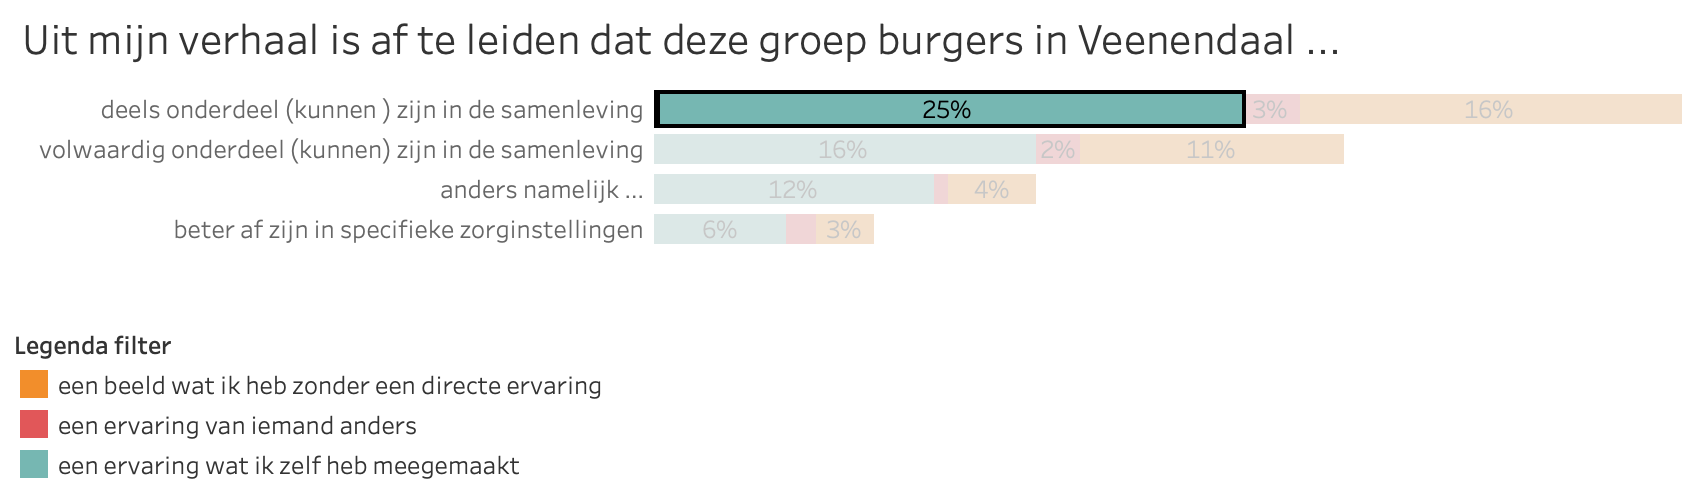 Uit mijn verhaal is af te leiden dat deze groep burgers in Veenendaal ...
deels onderdeel (kunnen ) zijn in de samenleving 25% 3% 16%
volwaardig onderdeel (kunnen) zijn in de samenleving 16% 2% 11%
anders namelijk ... 12% 4%
beter af zijn in specifieke zorginstellingen 6% 3%
Legenda filter
een beeld wat ik heb zonder een directe ervaring
een ervaring van iemand anders
een ervaring wat ik zelf heb meegemaakt